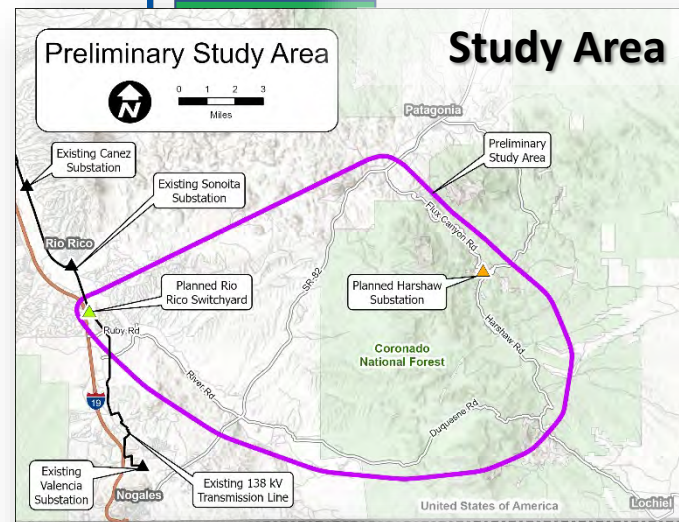 Study Area
Preliminary Study Area
N
0 1 2 3
Miles
Patagonia
Existing Canez
Substation
Preliminary
Study Area
Existing Sonoita
Substation
Rio Rico
Flux Canyon Rd
SR-82
Planned Rio
Rico Switchyard
Planned Harshaw
Substation
Ruby Rd
Harshaw Rd
Coronado
National Forest
River Rd
19
Duquesne Rd
Existing
Valencia
Substation
Existing 138 kV
Transmission Line
Nogales
United States of America
Lochiel